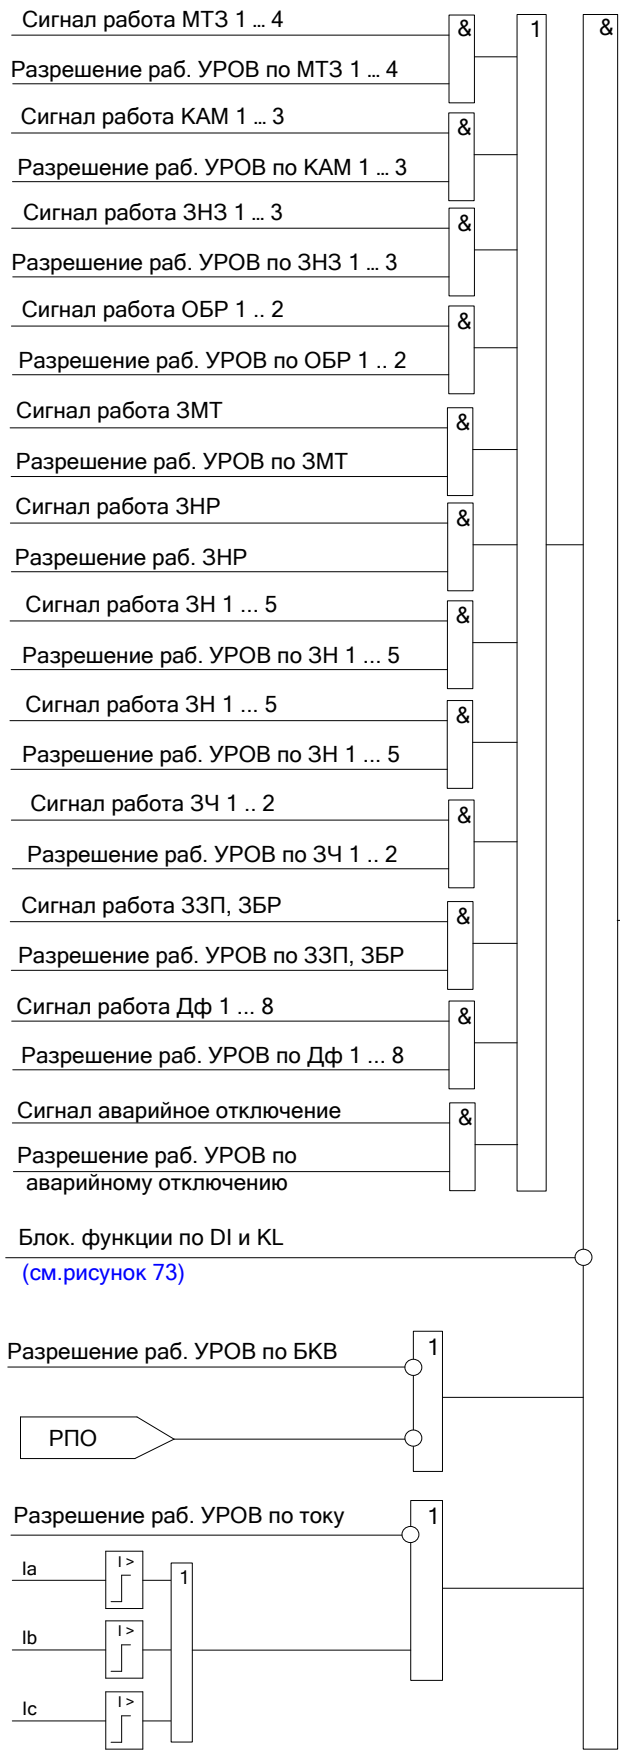 Сигнал работа МТЗ 1 ... 4
&
1
&
Разрешение раб. УРОВ по МТЗ 1 ... 4
Сигнал работа КАМ 1 ... 3
&
Разрешение раб. УРОВ по КАМ 1 ... 3
Сигнал работа ЗНЗ 1 ... 3
&
Разрешение раб. УРОВ по ЗНЗ 1 ... 3
Сигнал работа ОБР 1 .. 2
&
Разрешение раб. УРОВ по ОБР 1 .. 2
Сигнал работа ЗМТ
&
Разрешение раб. УРОВ по ЗМТ
Сигнал работа ЗНР
&
Разрешение раб. ЗНР
Сигнал работа ЗН 1 ... 5
&
Разрешение раб. УРОВ по ЗН 1 ... 5
Сигнал работа ЗН 1 ... 5
&
Разрешение раб. УРОВ по ЗН 1 ... 5
Сигнал работа ЗЧ 1 .. 2
&
Разрешение раб. УРОВ по ЗЧ 1 .. 2
Сигнал работа ЗЗП, ЗБР
&
Разрешение раб. УРОВ по ЗЗП, ЗБР
Сигнал работа Дф 1 ... 8
&
Разрешение раб. УРОВ по Дф 1 ... 8
Сигнал аварийное отключение
&
Разрешение раб. УРОВ по
аварийному отключению
Блок. функции по DI и KL
(см.рисунок 73)
Разрешение раб. УРОВ по БКВ
1
РПО
Разрешение раб. УРОВ по току
1
Ia
I >
1
Ib
I >
Ic
I >